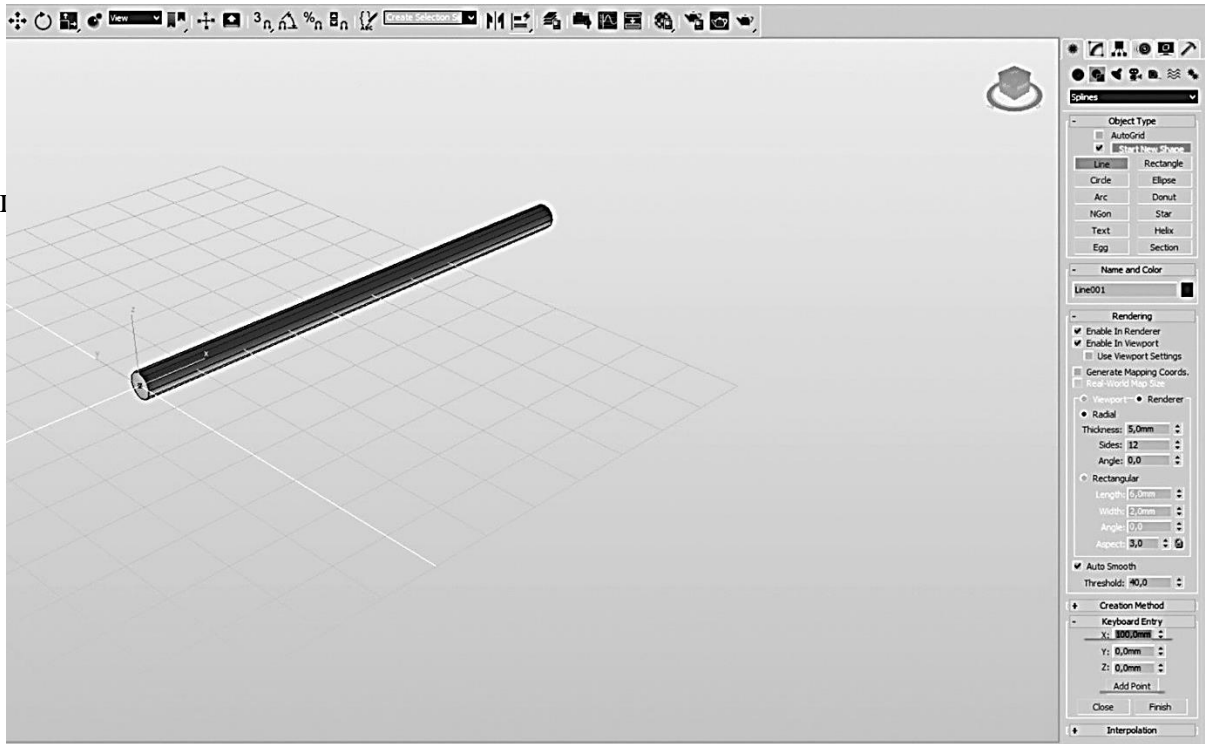 View
3
%
Create Selection Se
Splines
- Object Type
AutoGrid
Start New Shape
Line Rectangle
Circle Ellipse
Arc Donut
NGon Star
Text Helix
Egg Section
- Name and Color
Line001
z
x
- Rendering
Enable In Renderer
Enable In Viewport
Use Viewport Settings
Generate Mapping Coords.
Real-World Map Size
Viewport Renderer
Radial
Thickness: 5,0mm
Sides: 12
Angle: 0,0
Rectangular
Length: 6,0mm
Width: 2,0mm
Angle: 0,0
Aspect: 3,0
Auto Smooth
Threshold: 40,0
+ Creation Method
- Keyboard Entry
X: 100,0mm
Y: 0,0mm
Z: 0,0mm
Add Point
Close Finish
+ Interpolation